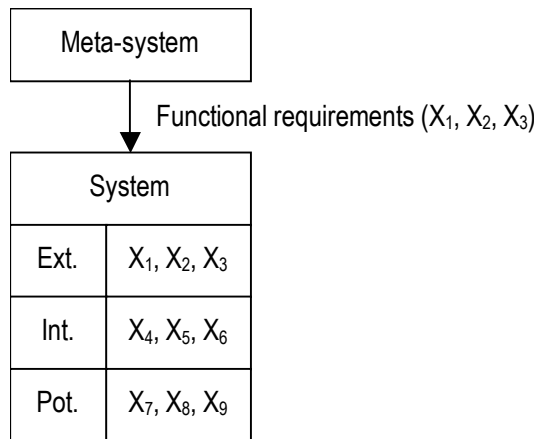 Meta-system
Functional requirements (X₁, X₂, X₃)
System
Ext. X₁, X₂, X₃
Int. X₄, X₅, X₆
Pot. X₇, X₈, X₉